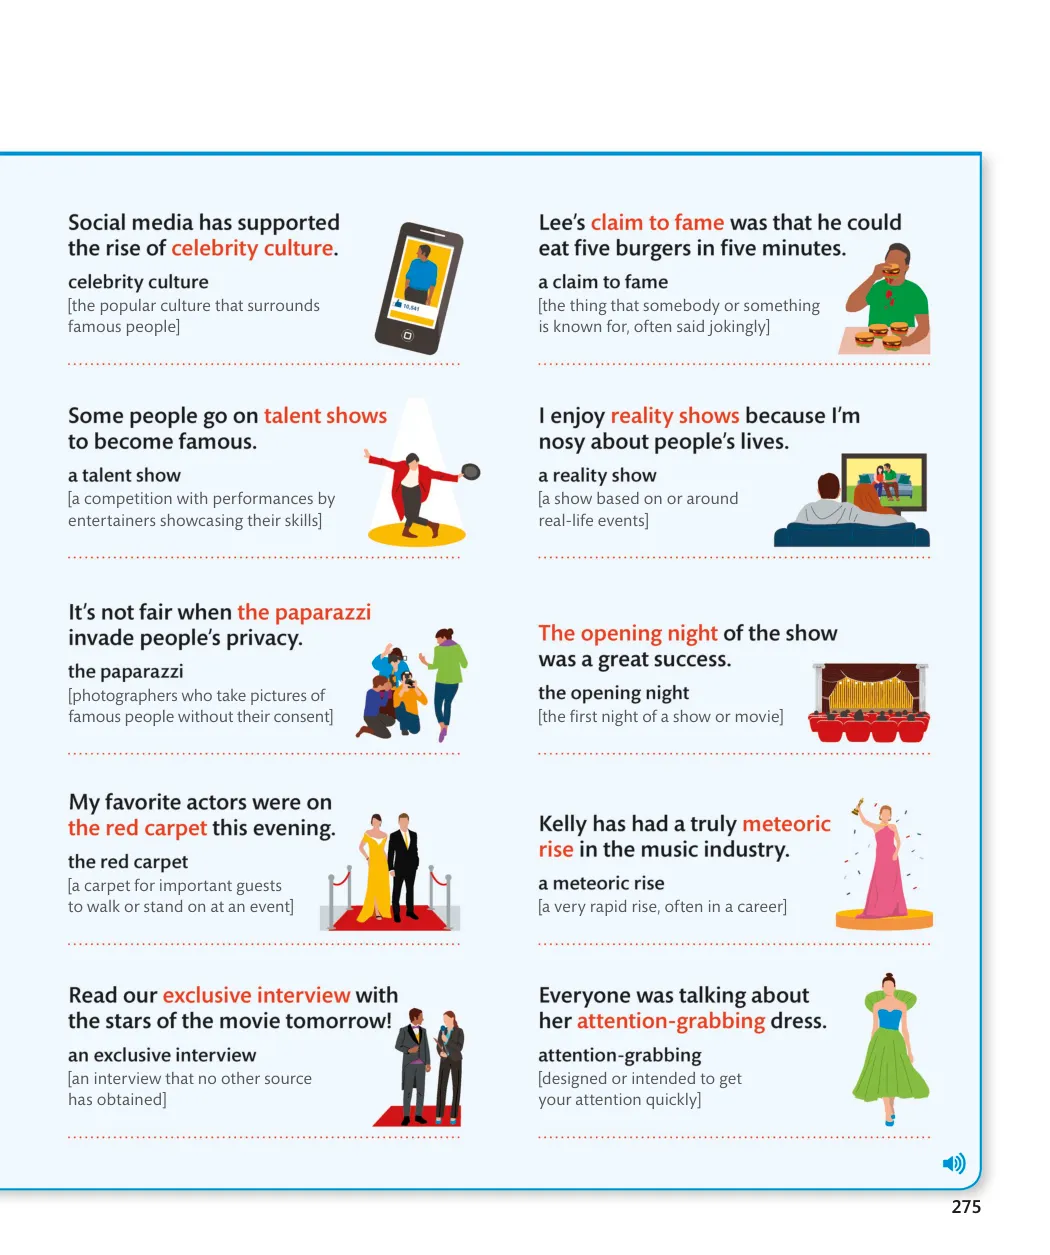 Social media has supported
the rise of celebrity culture.
celebrity culture
[the popular culture that surrounds
famous people]
10,841
Lee's claim to fame was that he could
eat five burgers in five minutes.
a claim to fame
[the thing that somebody or something
is known for, often said jokingly]
Some people go on talent shows
to become famous.
a talent show
[a competition with performances by
entertainers showcasing their skills]
I enjoy reality shows because I'm
nosy about people's lives.
a reality show
[a show based on or around
real-life events]
It's not fair when the paparazzi
invade people's privacy.
the paparazzi
[photographers who take pictures of
famous people without their consent]
The opening night of the show
was a great success.
the opening night
[the first night of a show or movie]
My favorite actors were on
the red carpet this evening.
the red carpet
[a carpet for important guests
to walk or stand on at an event]
Kelly has had a truly meteoric
rise in the music industry.
a meteoric rise
[a very rapid rise, often in a career]
Read our exclusive interview with
the stars of the movie tomorrow!
an exclusive interview
[an interview that no other source
has obtained]
Everyone was talking about
her attention-grabbing dress.
attention-grabbing
[designed or intended to get
your attention quickly]
275